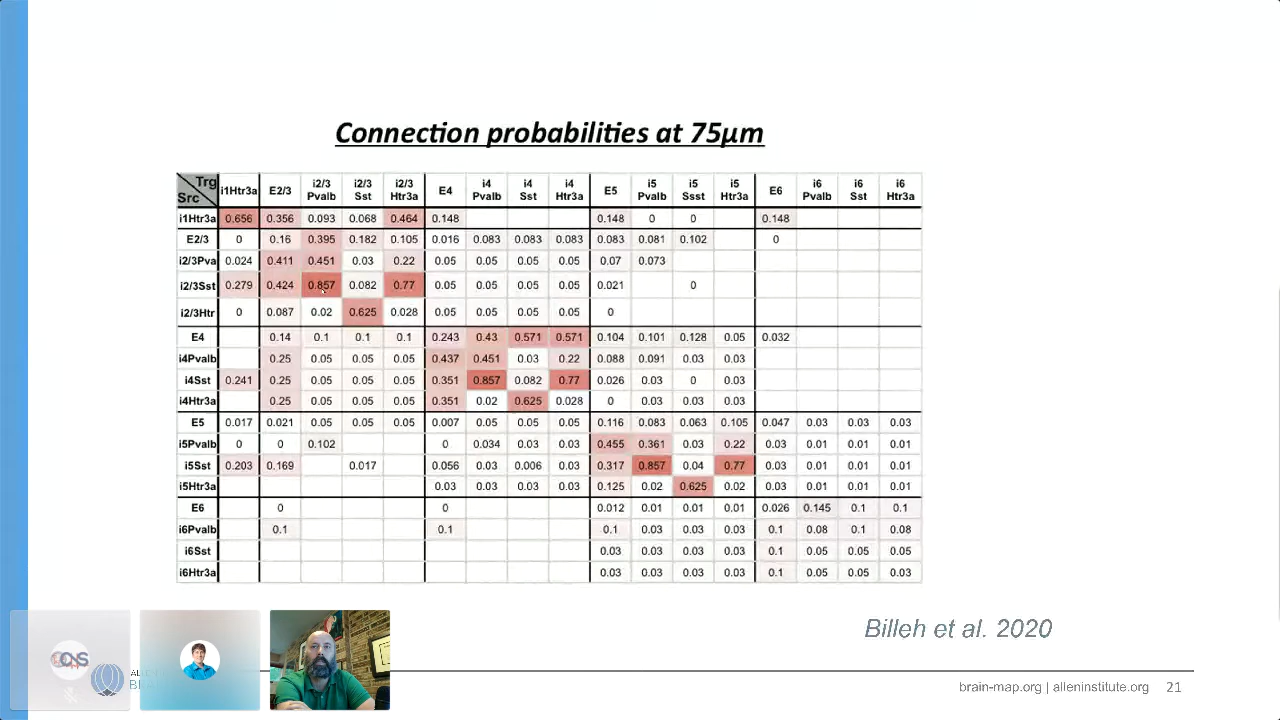 Connection probabilities at 75µm
Trg Src i1Htr3a E2/3 i2/3 Pvalb i2/3 Sst i2/3 Htr3a E4 i4 Pvalb i4 Sst i4 Htr3a E5 i5 Pvalb i5 Ssst i5 Htr3a E6 i6 Pvalb i6 Sst i6 Htr3a
i1Htr3a 0.656 0.356 0.093 0.068 0.464 0.148 0.148 0 0 0.148
E2/3 0 0.16 0.395 0.182 0.105 0.016 0.083 0.083 0.083 0.083 0.081 0.102 0
i2/3Pva 0.024 0.411 0.451 0.03 0.22 0.05 0.05 0.05 0.05 0.07 0.073
i2/3Sst 0.279 0.424 0.857 0.082 0.77 0.05 0.05 0.05 0.05 0.021 0
i2/3Htr 0 0.087 0.02 0.625 0.028 0.05 0.05 0.05 0.05 0
E4 0.14 0.1 0.1 0.1 0.243 0.43 0.571 0.571 0.104 0.101 0.128 0.05 0.032
i4Pvalb 0.25 0.05 0.05 0.05 0.437 0.451 0.03 0.22 0.088 0.091 0.03 0.03
i4Sst 0.241 0.25 0.05 0.05 0.05 0.351 0.857 0.082 0.77 0.026 0.03 0 0.03
i4Htr3a 0.25 0.05 0.05 0.05 0.351 0.02 0.625 0.028 0 0.03 0.03 0.03
E5 0.017 0.021 0.05 0.05 0.05 0.007 0.05 0.05 0.05 0.116 0.083 0.063 0.105 0.047 0.03 0.03 0.03
i5Pvalb 0 0 0.102 0 0.034 0.03 0.03 0.455 0.361 0.03 0.22 0.03 0.01 0.01 0.01
i5Sst 0.203 0.169 0.017 0.056 0.03 0.006 0.03 0.317 0.857 0.04 0.77 0.03 0.01 0.01 0.01
i5Htr3a 0.03 0.03 0.03 0.03 0.125 0.02 0.625 0.02 0.03 0.01 0.01 0.01
E6 0 0 0.012 0.01 0.01 0.01 0.026 0.145 0.1 0.1
i6Pvalb 0.1 0.1 0.1 0.03 0.03 0.03 0.1 0.08 0.1 0.08
i6Sst 0.03 0.03 0.03 0.03 0.1 0.05 0.05 0.05
i6Htr3a 0.03 0.03 0.03 0.03 0.1 0.05 0.05 0.03
Billeh et al. 2020
brain-map.org | alleninstitute.org 21